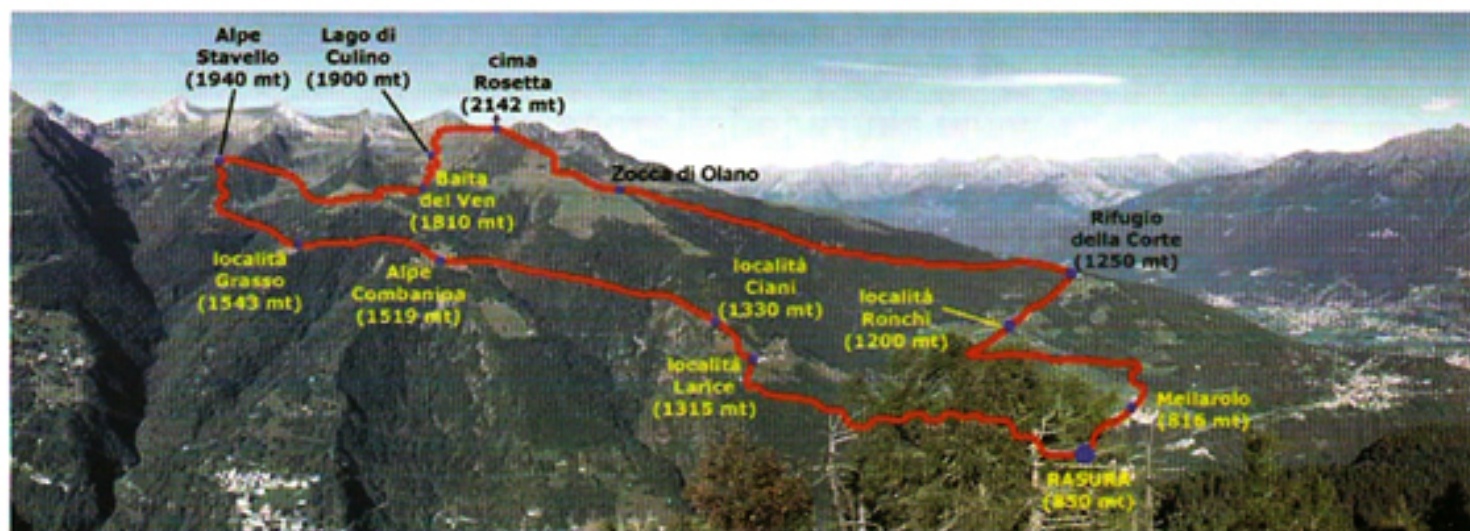 Alpe
Stavello
(1940 mt)
Lago di
Culino
(1900 mt)
cima
Rosetta
(2142 mt)
Baita
del Ven
(1810 mt)
Zocca di Olano
Rifugio
della Corte
(1250 mt)
località
Grasso
(1543 mt)
Alpe
Combanina
(1519 mt)
località
Ciani
(1330 mt)
località
Ronchi
(1200 mt)
località
Larice
(1315 mt)
Mellarolo
(816 mt)
RASURA
(850 mt)